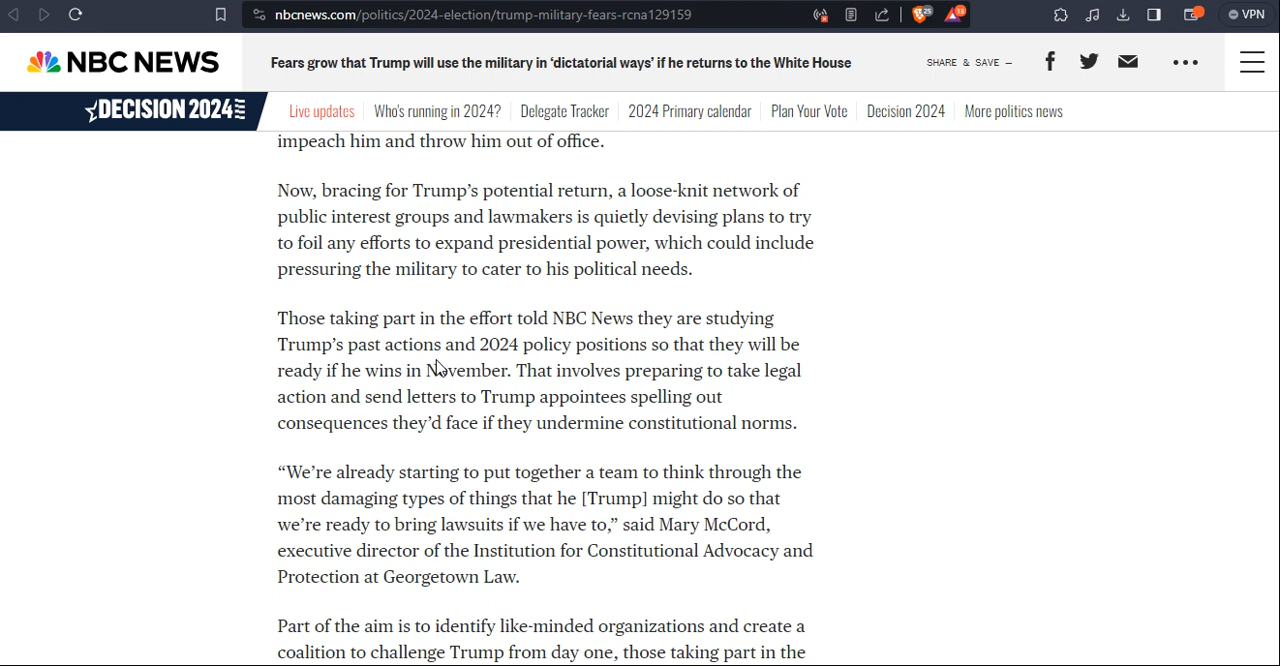 nbcnews.com/politics/2024-election/trump-military-fears-rcna129159
25
13
VPN
NBC NEWS
Fears grow that Trump will use the military in ‘dictatorial ways’ if he returns to the White House
SHARE & SAVE —
DECISION 2024
Live updates
Who's running in 2024?
Delegate Tracker
2024 Primary calendar
Plan Your Vote
Decision 2024
More politics news
impeach him and throw him out of office.
Now, bracing for Trump’s potential return, a loose-knit network of
public interest groups and lawmakers is quietly devising plans to try
to foil any efforts to expand presidential power, which could include
pressuring the military to cater to his political needs.
Those taking part in the effort told NBC News they are studying
Trump’s past actions and 2024 policy positions so that they will be
ready if he wins in November. That involves preparing to take legal
action and send letters to Trump appointees spelling out
consequences they’d face if they undermine constitutional norms.
“We’re already starting to put together a team to think through the
most damaging types of things that he [Trump] might do so that
we’re ready to bring lawsuits if we have to,” said Mary McCord,
executive director of the Institution for Constitutional Advocacy and
Protection at Georgetown Law.
Part of the aim is to identify like-minded organizations and create a
coalition to challenge Trump from day one, those taking part in the